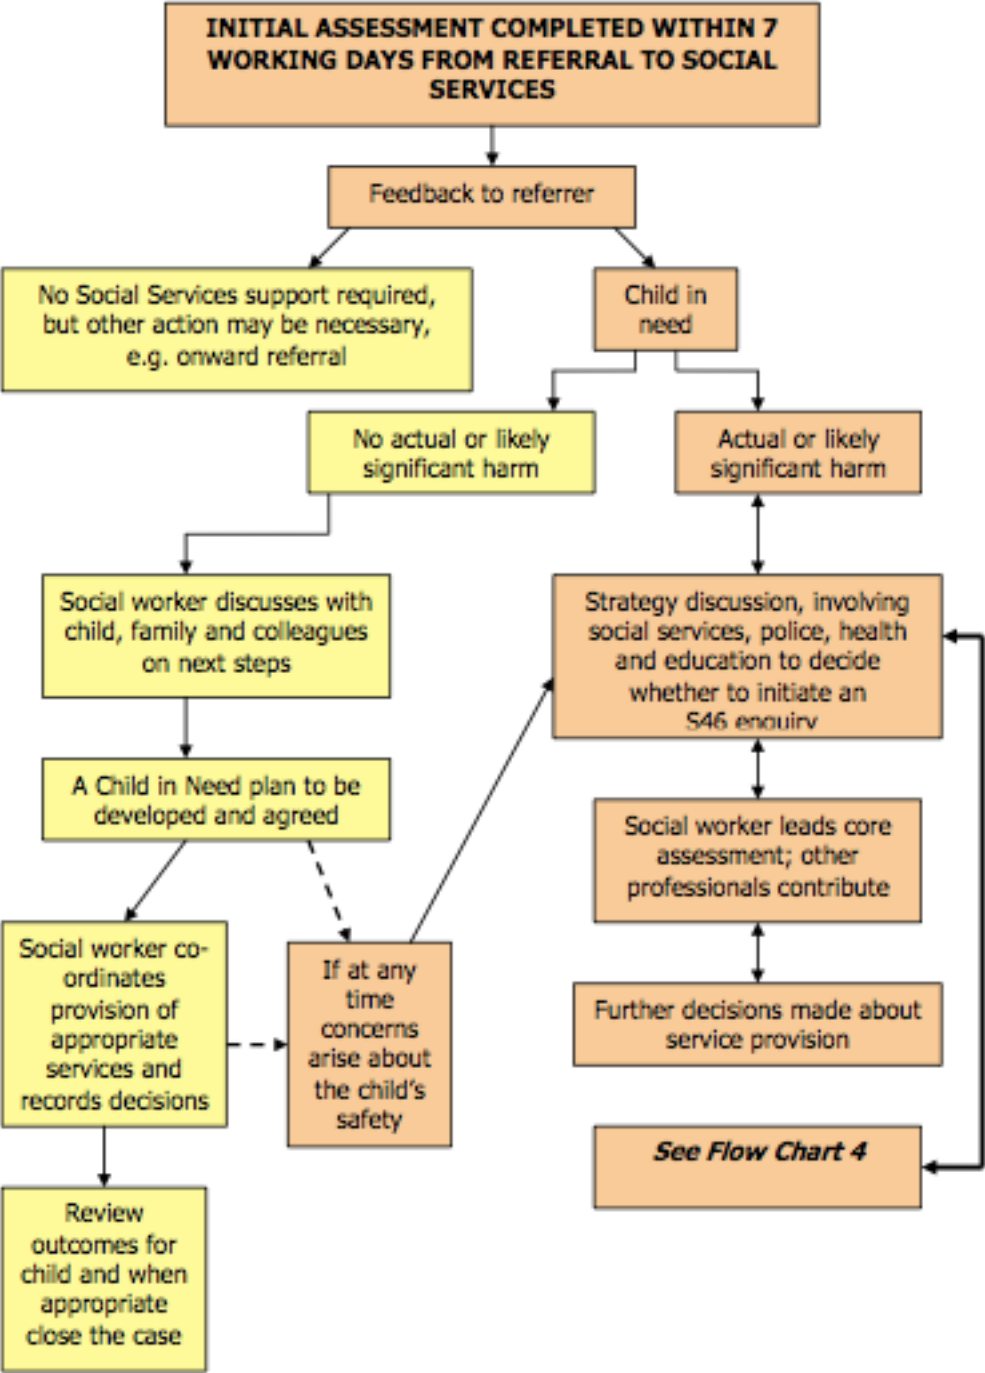 INITIAL ASSESSMENT COMPLETED WITHIN 7
WORKING DAYS FROM REFERRAL TO SOCIAL
SERVICES
Feedback to referrer
No Social Services support required,
but other action may be necessary,
e.g. onward referral
Child in
need
No actual or likely
significant harm
Actual or likely
significant harm
Social worker discusses with
child, family and colleagues
on next steps
Strategy discussion, involving
social services, police, health
and education to decide
whether to initiate an
S46 enquiry
A Child in Need plan to be
developed and agreed
Social worker leads core
assessment; other
professionals contribute
Social worker co-
ordinates
provision of
appropriate
services and
records decisions
If at any
time
concerns
arise about
the child's
safety
Further decisions made about
service provision
See Flow Chart 4
Review
outcomes for
child and when
appropriate
close the case